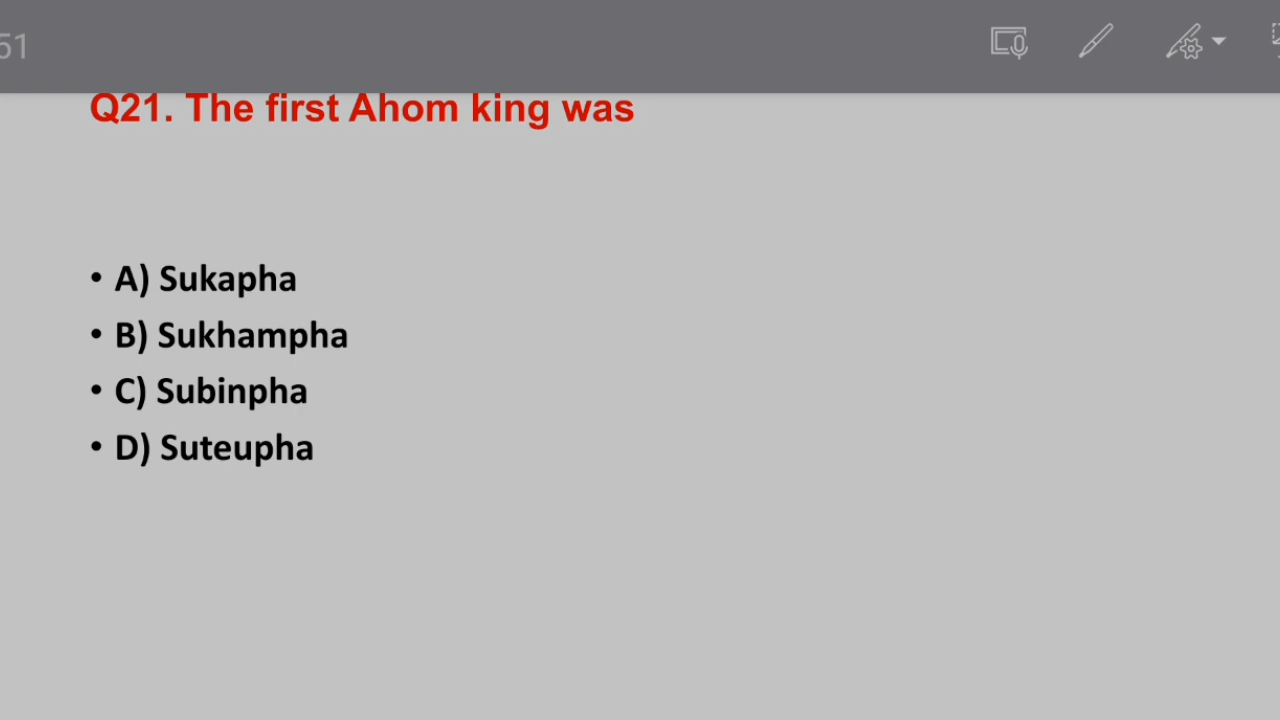 51
Q21. The first Ahom king was
• A) Sukapha
• B) Sukhampha
• C) Subinpha
• D) Suteupha